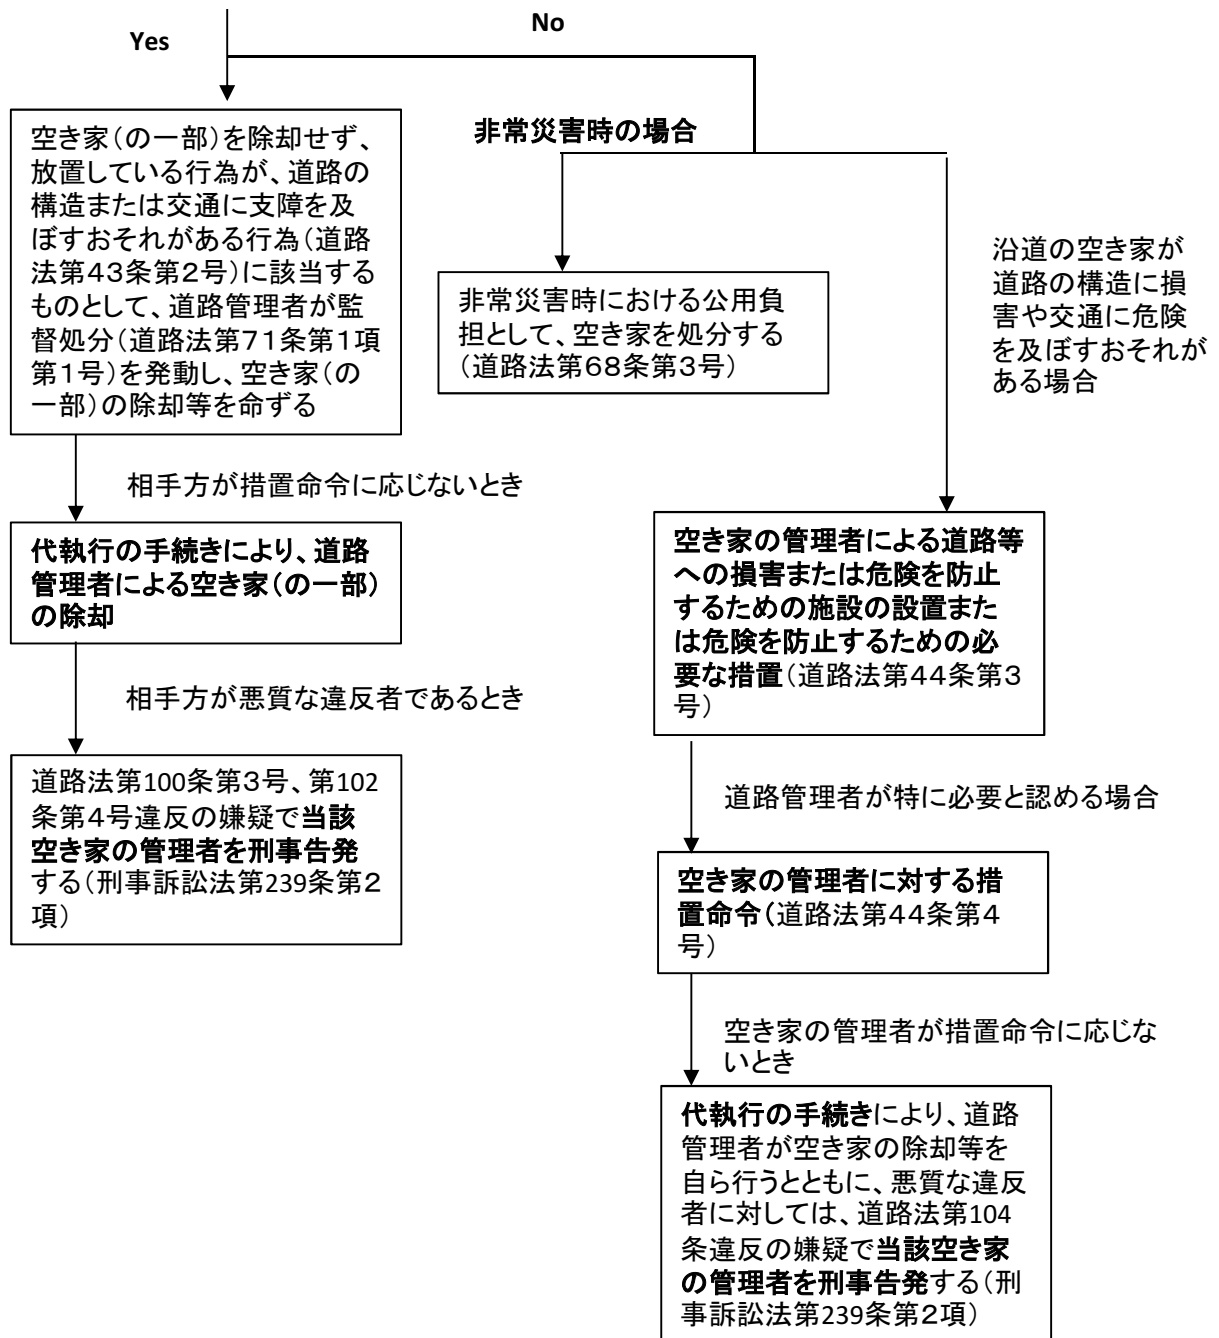 Yes
No
空き家(の一部)を除却せず、
放置している行為が、道路の
構造または交通に支障を及
ぼすおそれがある行為(道路
法第43条第2号)に該当する
ものとして、道路管理者が監
督処分(道路法第71条第1項
第1号)を発動し、空き家(の
一部)の除却等を命ずる
相手方が措置命令に応じないとき
代執行の手続きにより、道路
管理者による空き家(の一部)
の除却
相手方が悪質な違反者であるとき
道路法第100条第3号、第102
条第4号違反の嫌疑で当該
空き家の管理者を刑事告発
する(刑事訴訟法第239条第2
項)
非常災害時の場合
非常災害時における公用負
担として、空き家を処分する
(道路法第68条第3号)
沿道の空き家が
道路の構造に損
害や交通に危険
を及ぼすおそれが
ある場合
空き家の管理者による道路等
への損害または危険を防止
するための施設の設置また
は危険を防止するための必
要な措置(道路法第44条第3
号)
道路管理者が特に必要と認める場合
空き家の管理者に対する措
置命令(道路法第44条第4
号)
空き家の管理者が措置命令に応じな
いとき
代執行の手続きにより、道路
管理者が空き家の除却等を
自ら行うとともに、悪質な違反
者に対しては、道路法第104
条違反の嫌疑で当該空き家
の管理者を刑事告発する(刑
事訴訟法第239条第2項)